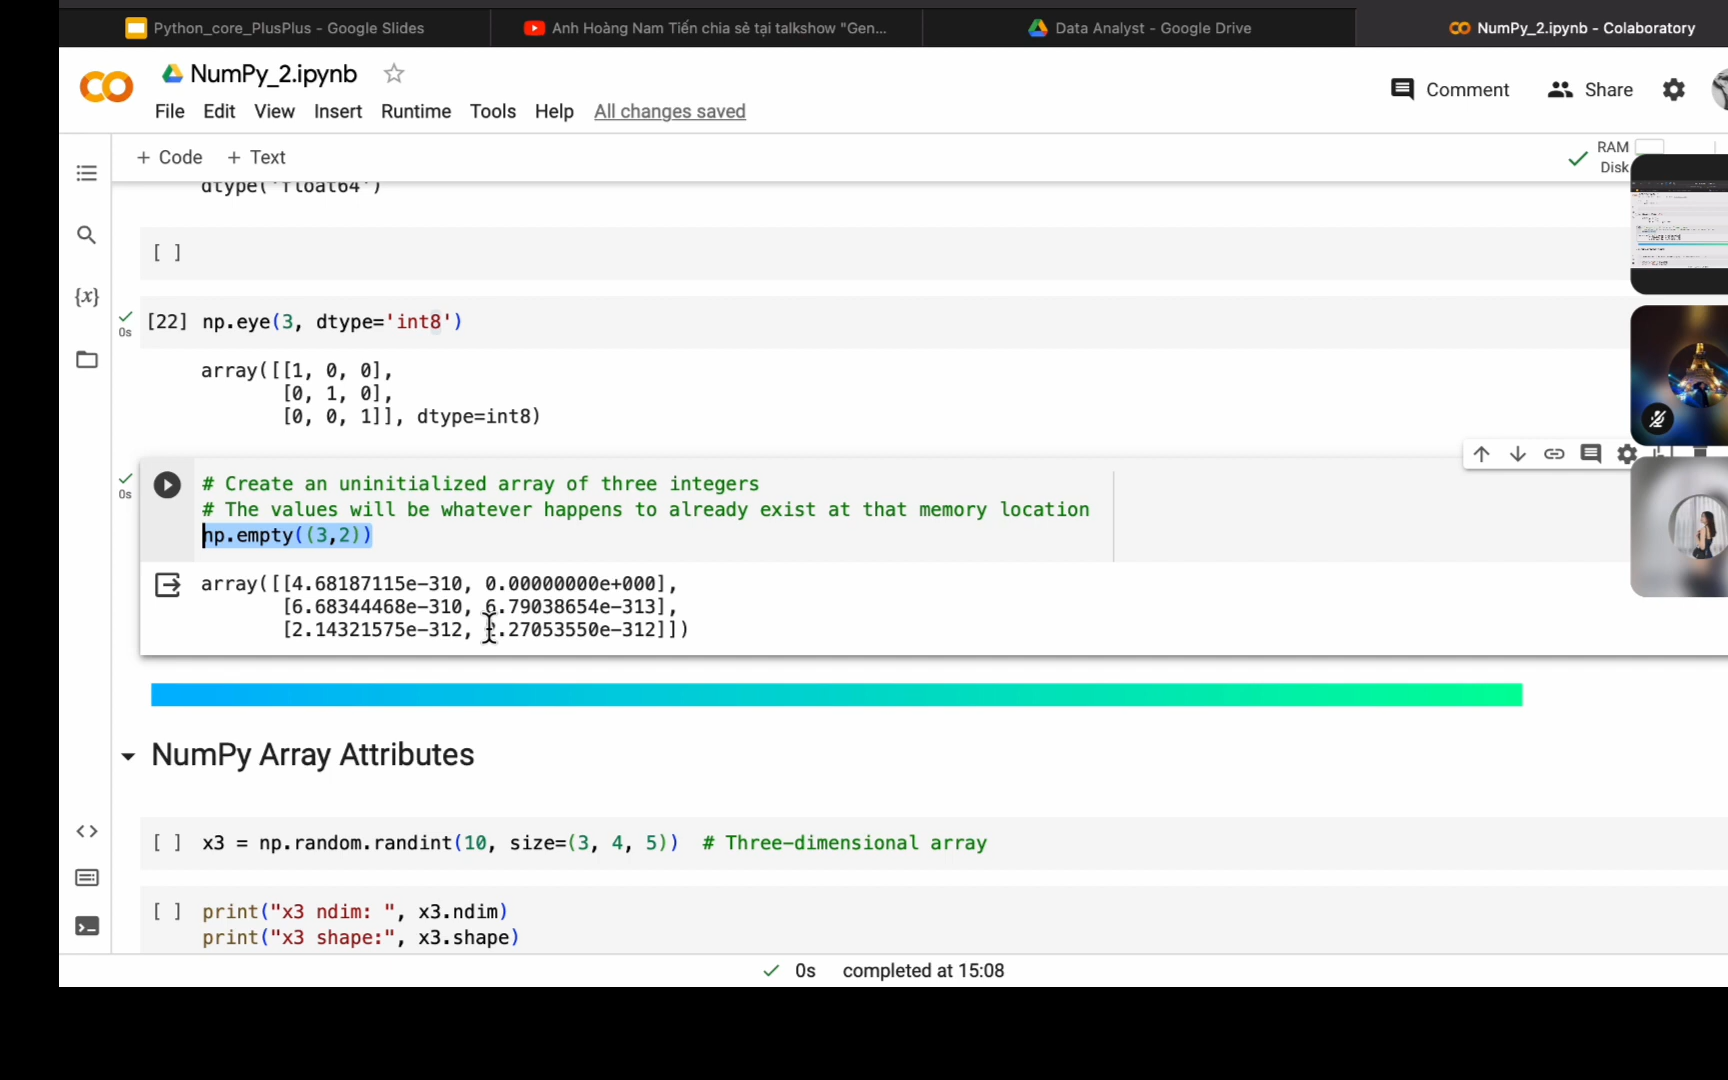 Python_core_PlusPlus - Google Slides
Anh Hoàng Nam Tiến chia sẻ tại talkshow "Gen...
Data Analyst - Google Drive
NumPy_2.ipynb - Colaboratory
NumPy_2.ipynb
Comment
Share
File Edit View Insert Runtime Tools Help All changes saved
+ Code + Text
RAM
Disk
dtype('float64')
[ ]
[22] np.eye(3, dtype='int8')
0s
array([[1, 0, 0],
[0, 1, 0],
[0, 0, 1]], dtype=int8)
# Create an uninitialized array of three integers
0s
# The values will be whatever happens to already exist at that memory location
np.empty((3,2))
array([[4.68187115e-310, 0.00000000e+000],
[6.68344468e-310, 6.79038654e-313],
[2.14321575e-312, .27053550e-312]])
NumPy Array Attributes
[ ] x3 = np.random.randint(10, size=(3, 4, 5)) # Three-dimensional array
[ ] print("x3 ndim: ", x3.ndim)
print("x3 shape:", x3.shape)
0s completed at 15:08